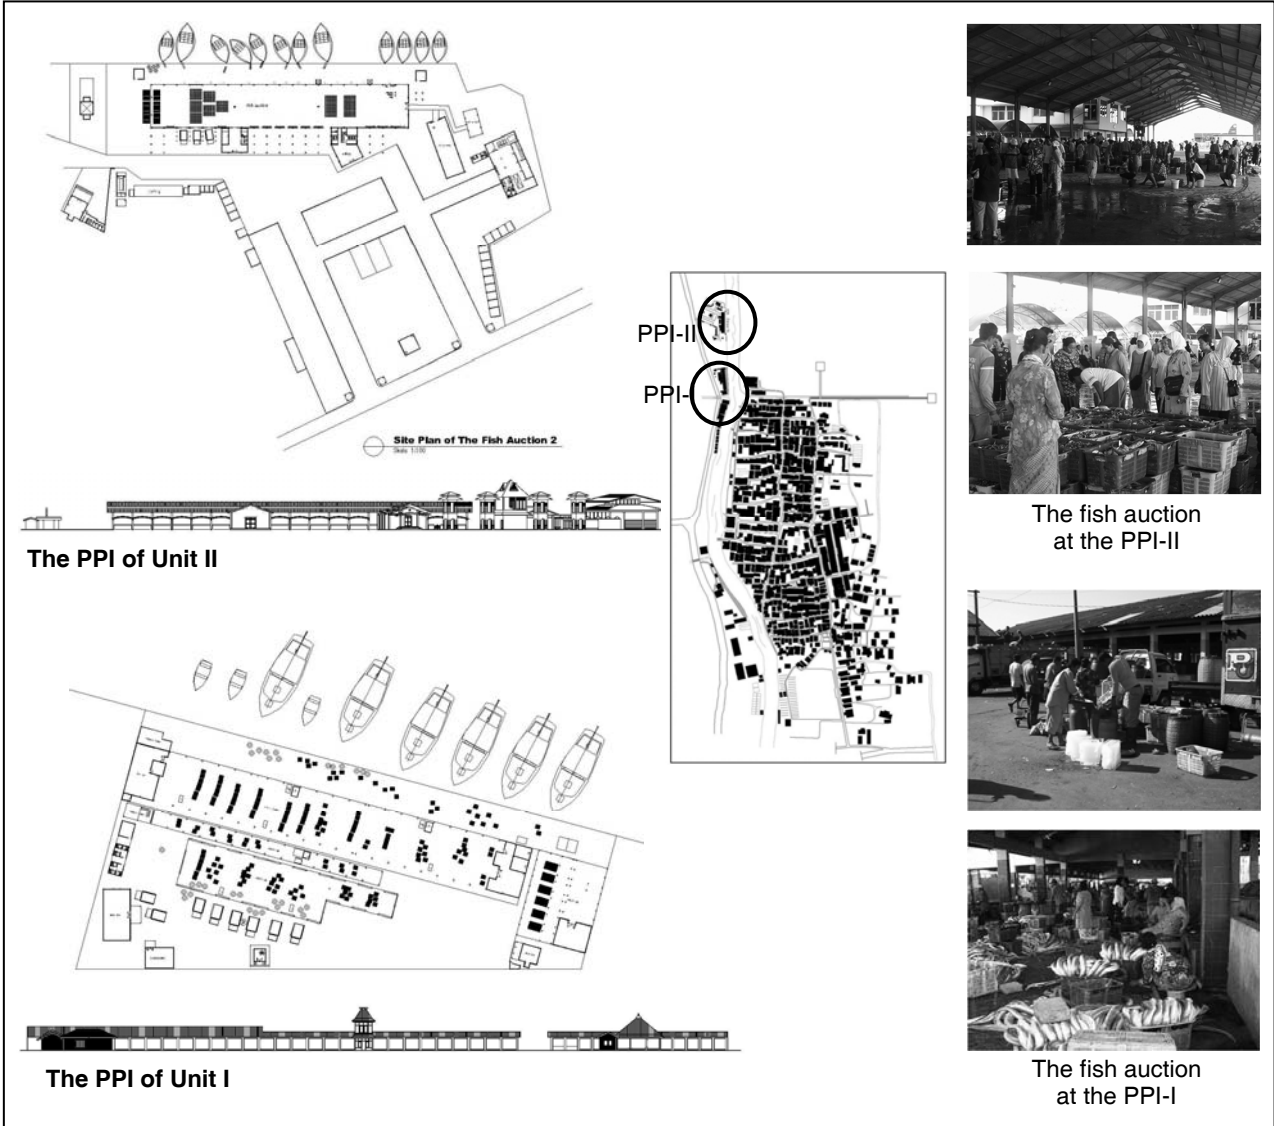 Site Plan of The Fish Auction 2
The PPI of Unit II
PPI-II
PPI-
The fish auction
at the PPI-II
The PPI of Unit I
The fish auction
at the PPI-I